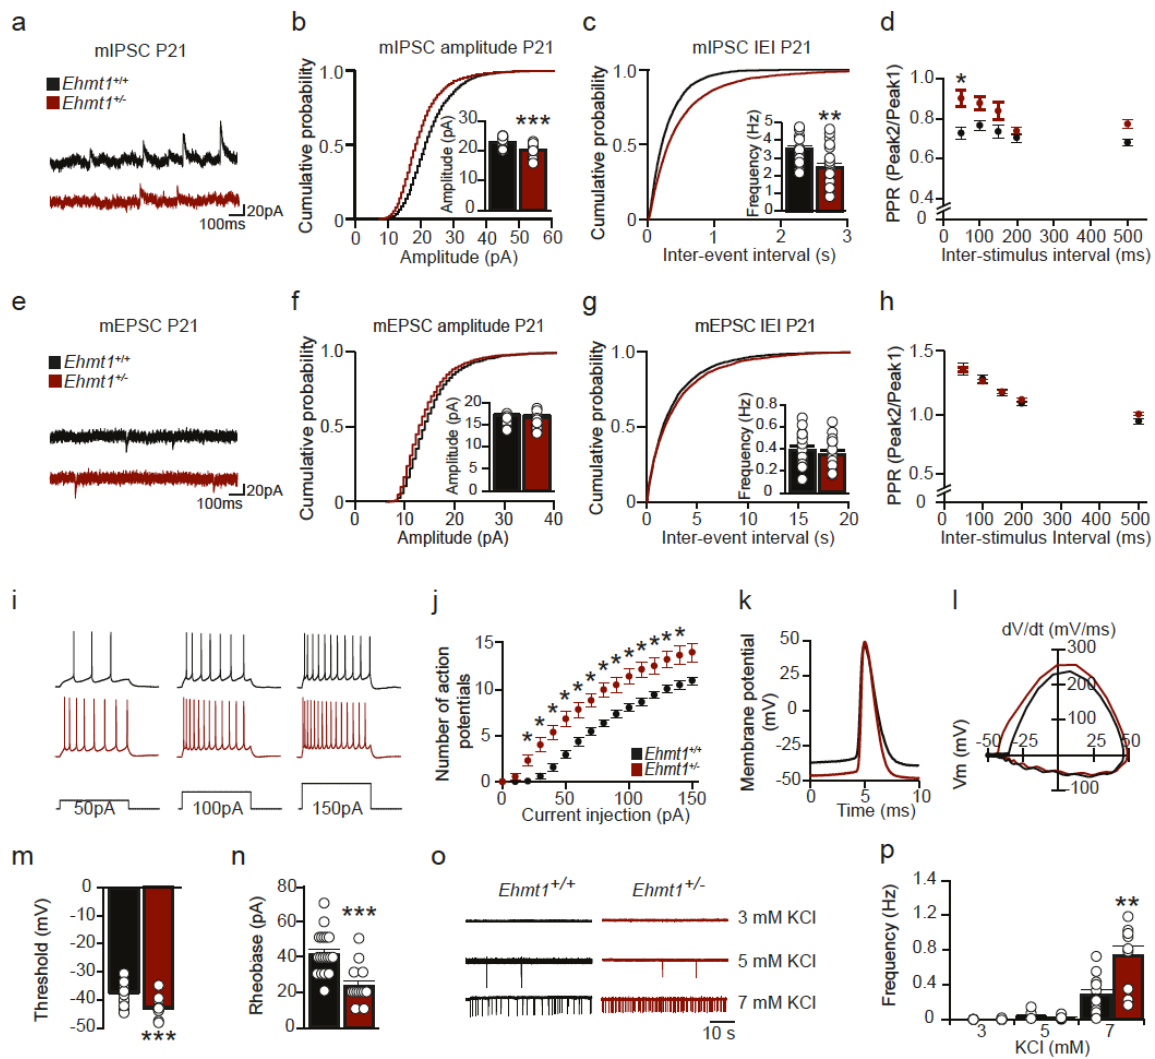 a
mIPSC P21
Ehmt1+/+
Ehmt1+/-
20pA
100ms
b
mIPSC amplitude P21
Cumulative probability
1.0
0.5
0
0 10 20 30 40 50 60
Amplitude (pA)
Amplitude (pA)
30
20
10
0
***
c
mIPSC IEI P21
Cumulative probability
1.0
0.5
0
0 1 2 3
Inter-event interval (s)
Frequency (Hz)
5
4
3
2
1
0
**
d
PPR (Peak2/Peak1)
1.0
0.8
0.6
0.4
0
*
0 100 200 300 400 500
Inter-stimulus interval (ms)
e
mEPSC P21
Ehmt1+/+
Ehmt1+/-
20pA
100ms
f
mEPSC amplitude P21
Cumulative probability
1.0
0.5
0
0 10 20 30 40
Amplitude (pA)
Amplitude (pA)
20
15
10
5
0
g
mEPSC IEI P21
Cumulative probability
1.0
0.5
0
0 5 10 15 20
Inter-event interval (s)
Frequency (Hz)
0.8
0.6
0.4
0.2
0
h
PPR (Peak2/Peak1)
1.5
1.0
0.5
0
0 100 200 300 400 500
Inter-stimulus Interval (ms)
i
50pA 100pA 150pA
j
Number of action
potentials
15
10
5
0
* * * * * * * * * * * * *
Ehmt1+/+
Ehmt1+/-
0 50 100 150
Current injection (pA)
k
Membrane potential
(mV)
50
25
0
-25
-50
0 5 10
Time (ms)
l
dV/dt (mV/ms)
300
200
100
-100
Vm (mV)
-50 -25 25 50
m
Threshold (mV)
0
-10
-20
-30
-40
-50
***
n
Rheobase (pA)
80
60
40
20
0
***
o
Ehmt1+/+ Ehmt1+/-
3 mM KCl
5 mM KCl
7 mM KCl
10 s
p
Frequency (Hz)
1.4
1.2
0.8
0.4
0
**
3 5 7
KCl (mM)